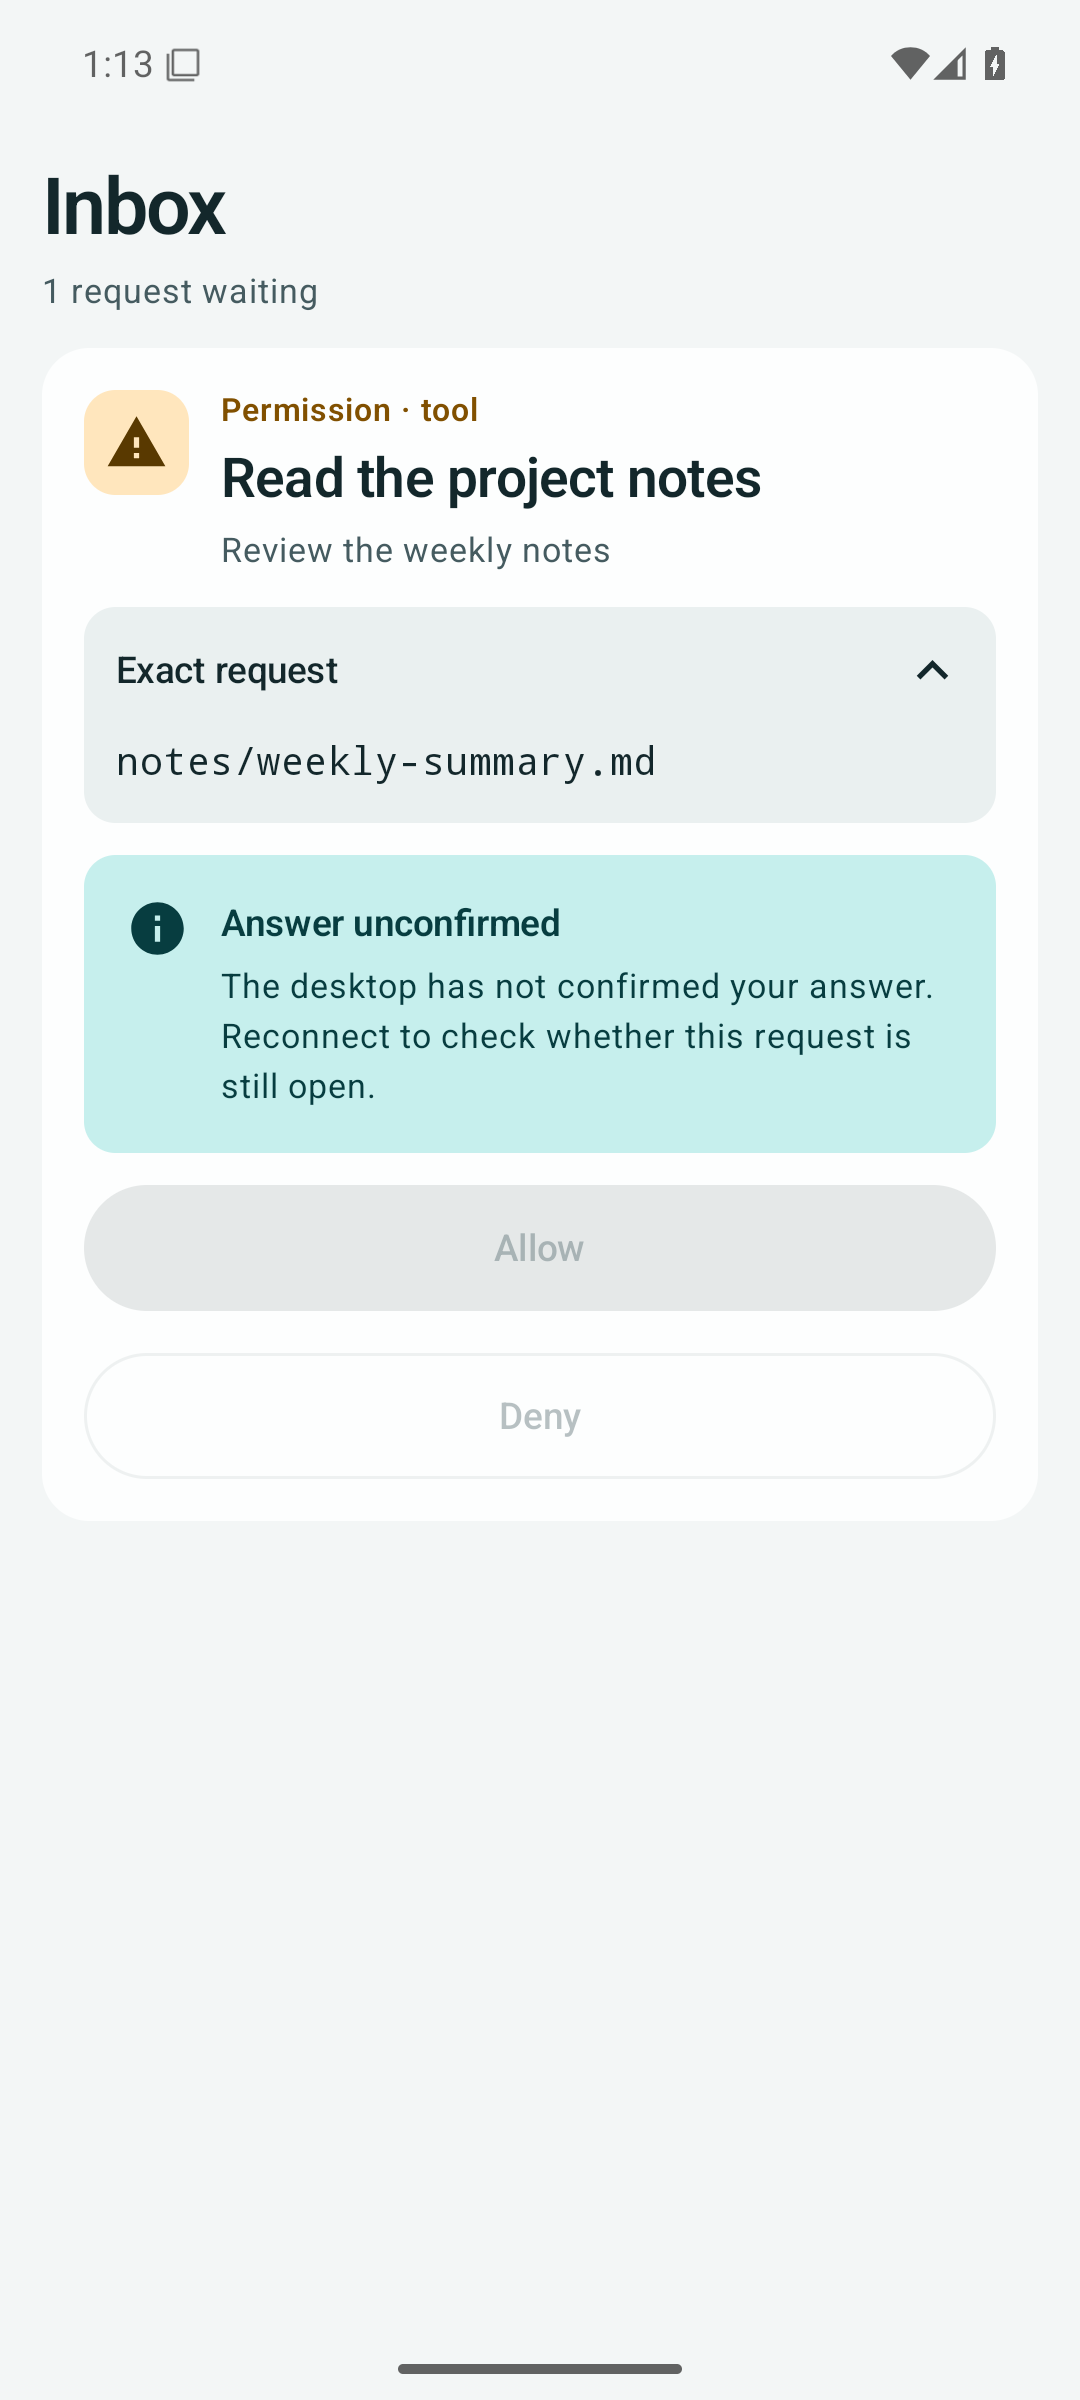 1:13
Inbox
1 request waiting
Permission · tool
Read the project notes
Review the weekly notes
Exact request
notes/weekly-summary.md
Answer unconfirmed
The desktop has not confirmed your answer.
Reconnect to check whether this request is
still open.
Allow
Deny